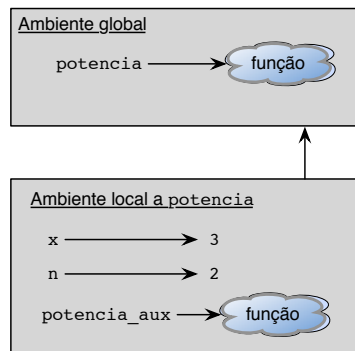 Ambiente global
potencia função
Ambiente local a potencia
x 3
n 2
potencia_aux função